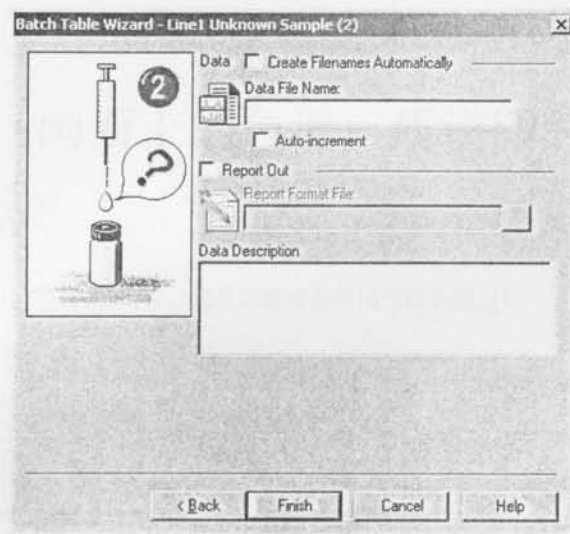 Batch Table Wizard - Line1 Unknown Sample (2)
2
?
Data Create Filenames Automatically
Data File Name:
Auto-increment
Report Out
Report Format File
Data Description
< Back Finish Cancel Help